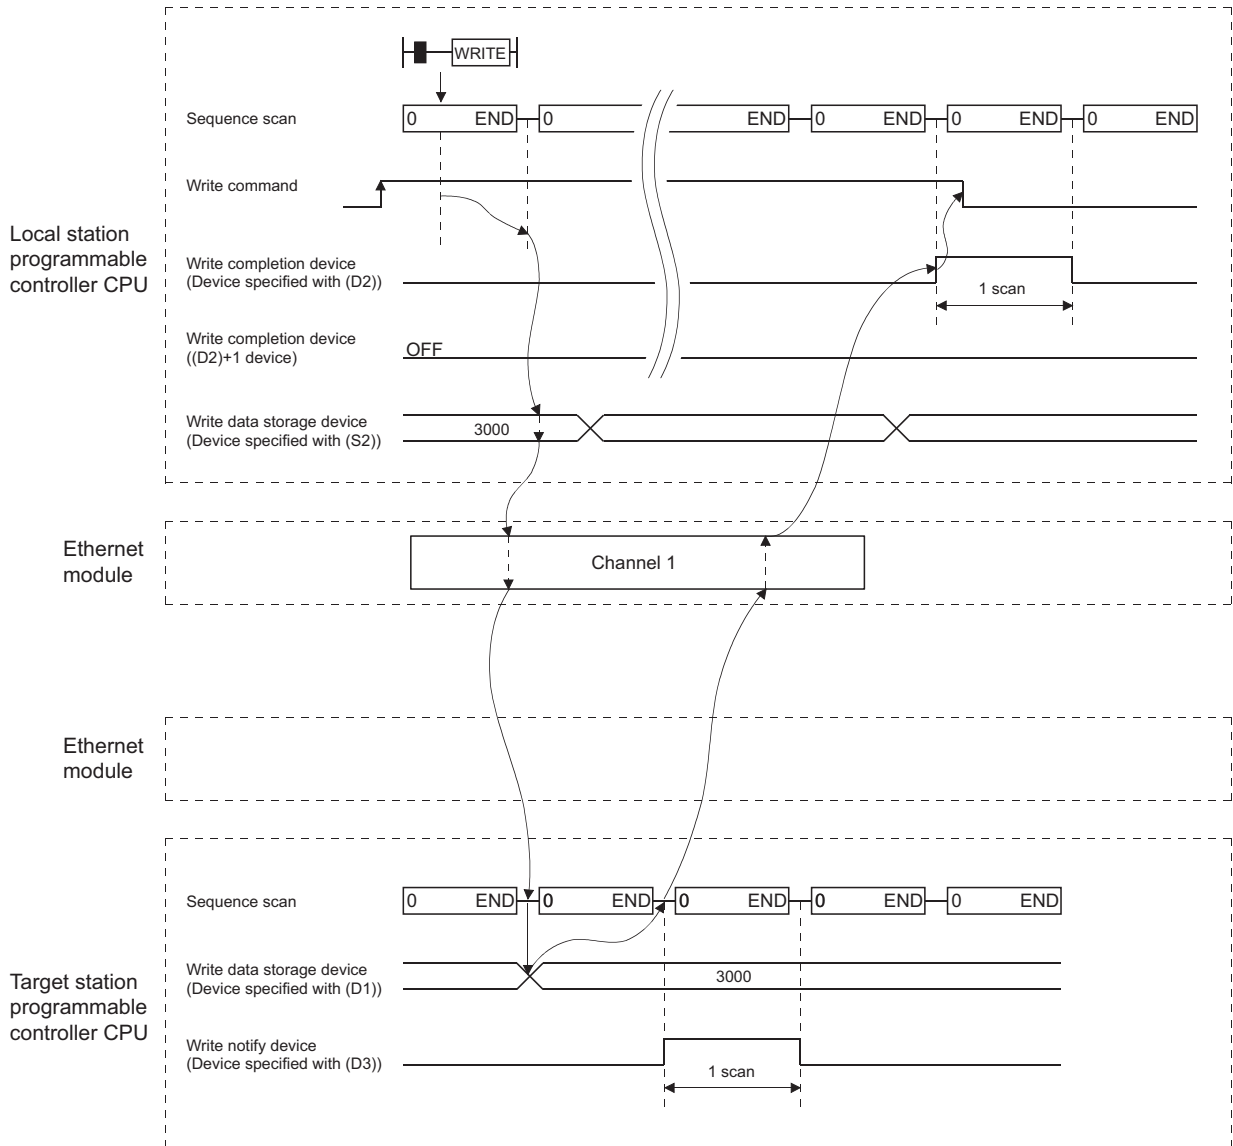 WRITE
Sequence scan
0 END 0 END 0 END 0 END 0 END
Write command
Local station
programmable
controller CPU
Write completion device
(Device specified with (D2))
1 scan
Write completion device
((D2)+1 device)
OFF
Write data storage device
(Device specified with (S2))
3000
Ethernet
module
Channel 1
Ethernet
module
Sequence scan
0 END 0 END 0 END 0 END 0 END
Target station
programmable
controller CPU
Write data storage device
(Device specified with (D1))
3000
Write notify device
(Device specified with (D3))
1 scan